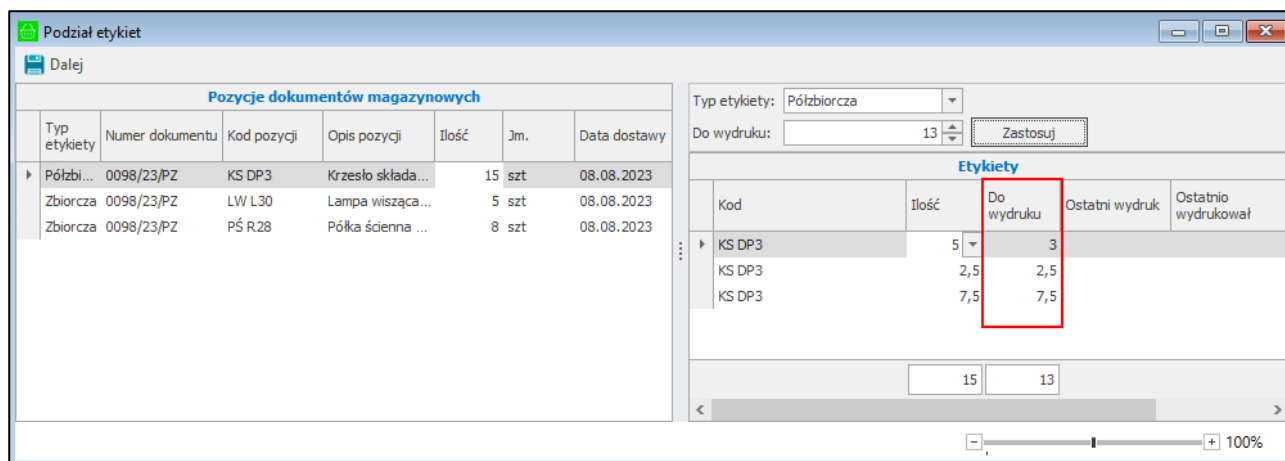 Podział etykiet
Dalej
Pozycje dokumentów magazynowych
Typ etykiety Numer dokumentu Kod pozycji Opis pozycji Ilość Jm. Data dostawy
Półzbi... 0098/23/PZ KS DP3 Krzesło składa... 15 szt 08.08.2023
Zbiorcza 0098/23/PZ LW L30 Lampa wisząca... 5 szt 08.08.2023
Zbiorcza 0098/23/PZ PŚ R28 Półka ścienna ... 8 szt 08.08.2023
Typ etykiety: Półzbiorcza
Do wydruku: 13 Zastosuj
Etykiety
Kod Ilość Do wydruku Ostatni wydruk Ostatnio wydrukował
KS DP3 5 3
KS DP3 2,5 2,5
KS DP3 7,5 7,5
15 13
100%